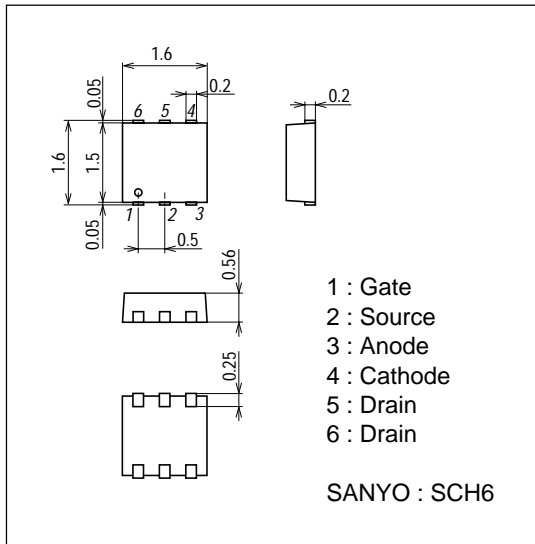 1.6
0.05
0.2
0.2
6 5 4
1.6
1.5
1 2 3
0.05
0.5
0.56
0.25
1 : Gate
2 : Source
3 : Anode
4 : Cathode
5 : Drain
6 : Drain
SANYO : SCH6